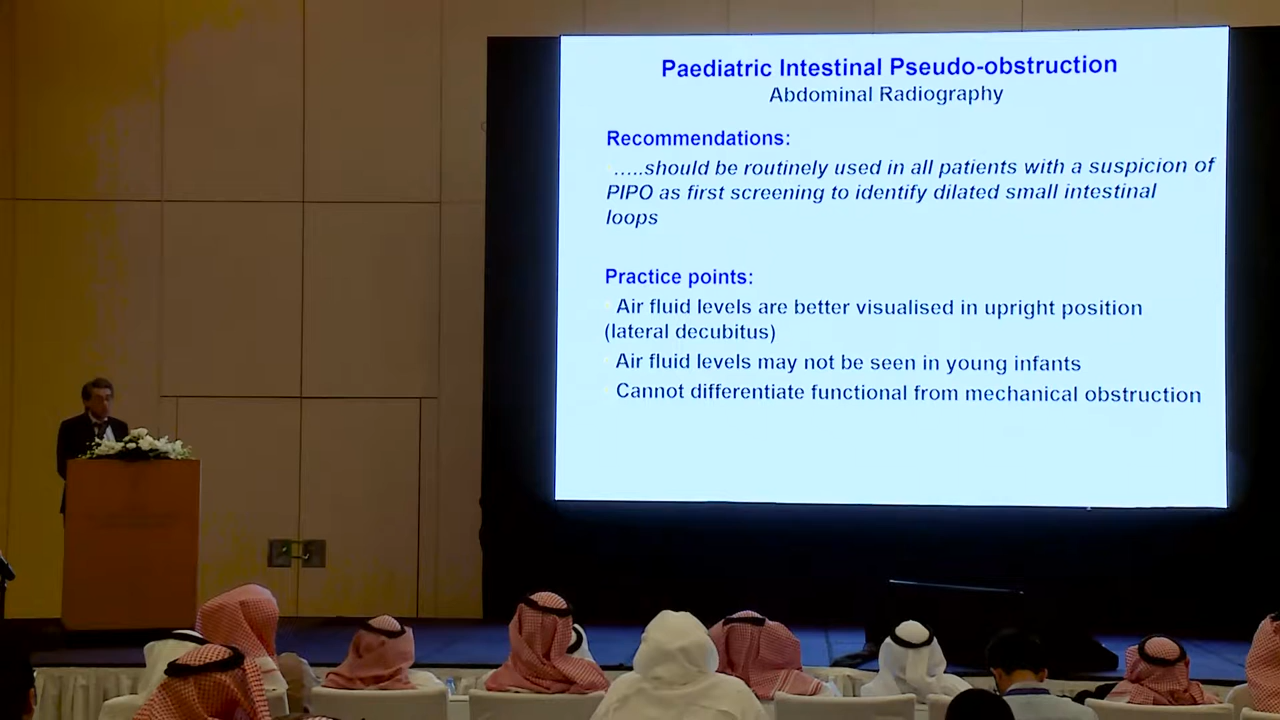 Paediatric Intestinal Pseudo-obstruction
Abdominal Radiography
Recommendations:
.....should be routinely used in all patients with a suspicion of
PIPO as first screening to identify dilated small intestinal
loops
Practice points:
Air fluid levels are better visualised in upright position
(lateral decubitus)
Air fluid levels may not be seen in young infants
Cannot differentiate functional from mechanical obstruction